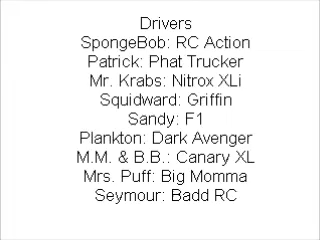 Drivers
SpongeBob: RC Action
Patrick: Phat Trucker
Mr. Krabs: Nitrox XLi
Squidward: Griffin
Sandy: F1
Plankton: Dark Avenger
M.M. & B.B.: Canary XL
Mrs. Puff: Big Momma
Seymour: Badd RC